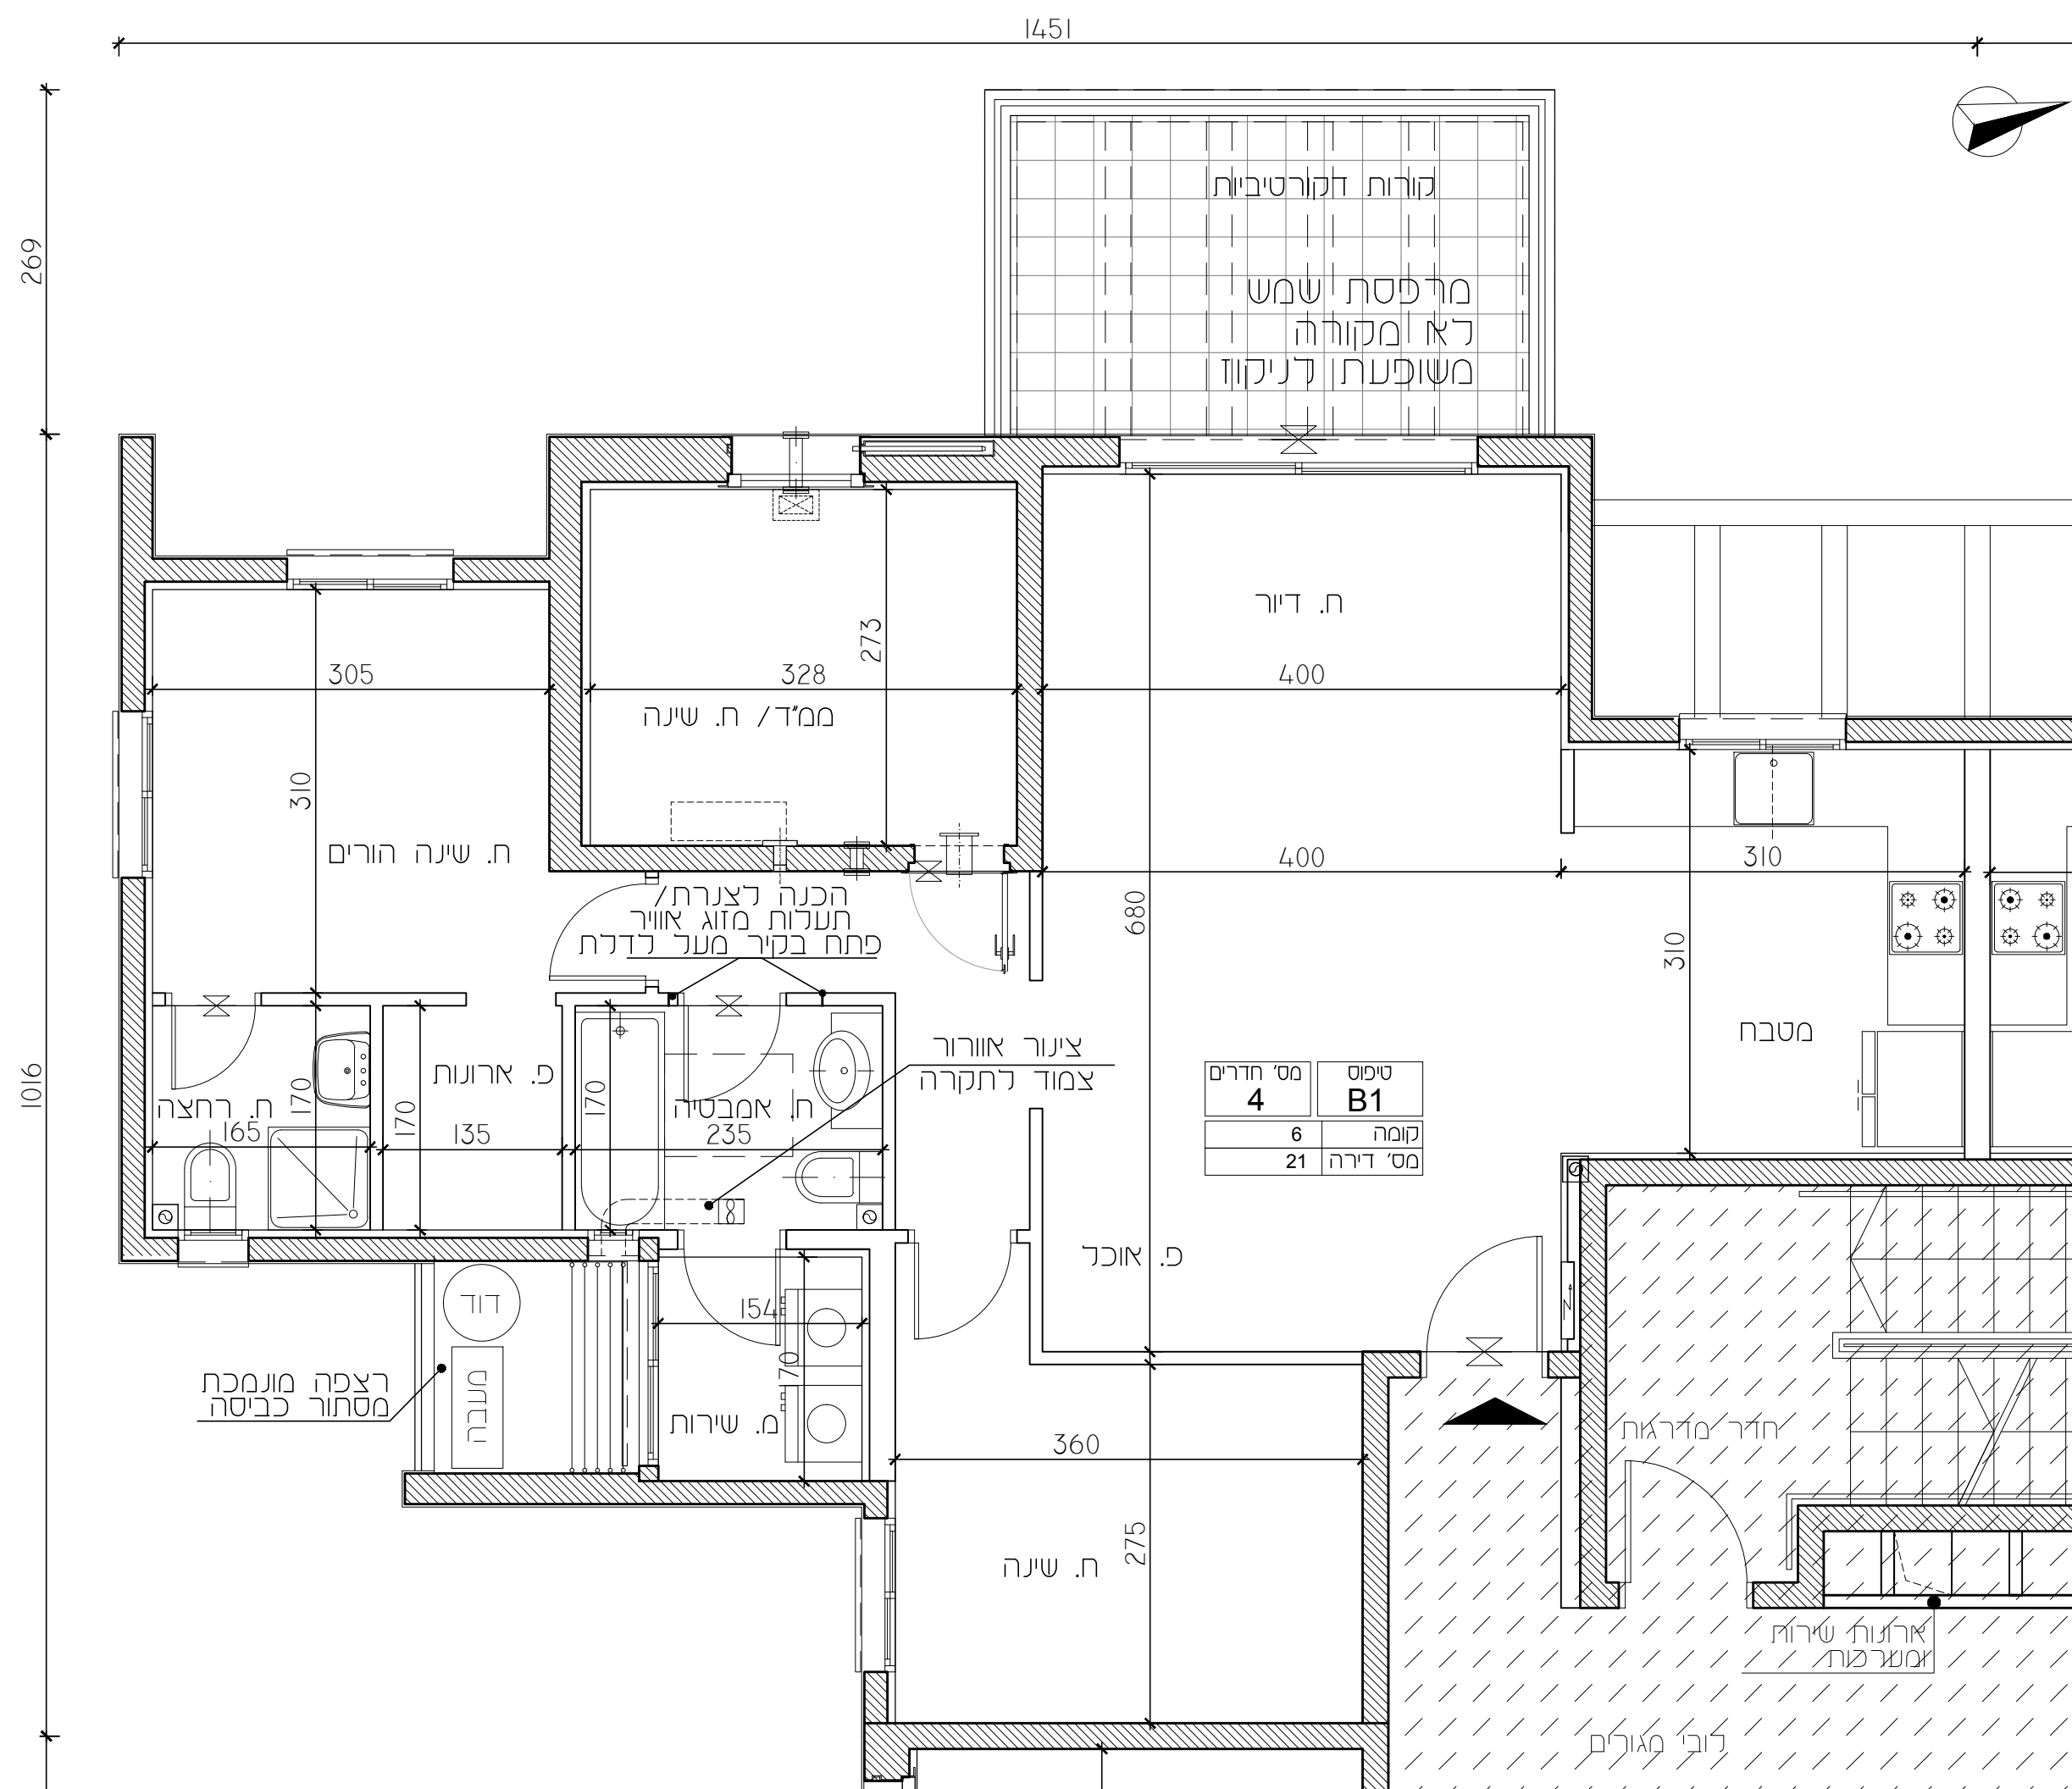 1451
269
1016
קורות דקורטיביות
מרפסת שמש
לא מקורה
משופעת לניקוז
ח. דיור
273
305
328
400
ממ"ד/ ח. שינה
310
ח. שינה הורים
400
310
680
310
הכנה לצנרת/
תעלות מזוג אוויר
פתח בקיר מעל לדלת
מטבח
צינור אוורור
צמוד לתקרה
טיפוס
B1
מס' חדרים
4
קומה
6
מס' דירה
21
פ. ארונות
ח. רחצה
ח. אמבטיה
170
170
170
165
135
235
פ. אוכל
דוד
מעבה
154
170
רצפה מונמכת
מסתור כביסה
מ. שירות
360
275
ח. שינה
חדר מדרגות
ארונות שירות
ומערכות
לובי מגורים